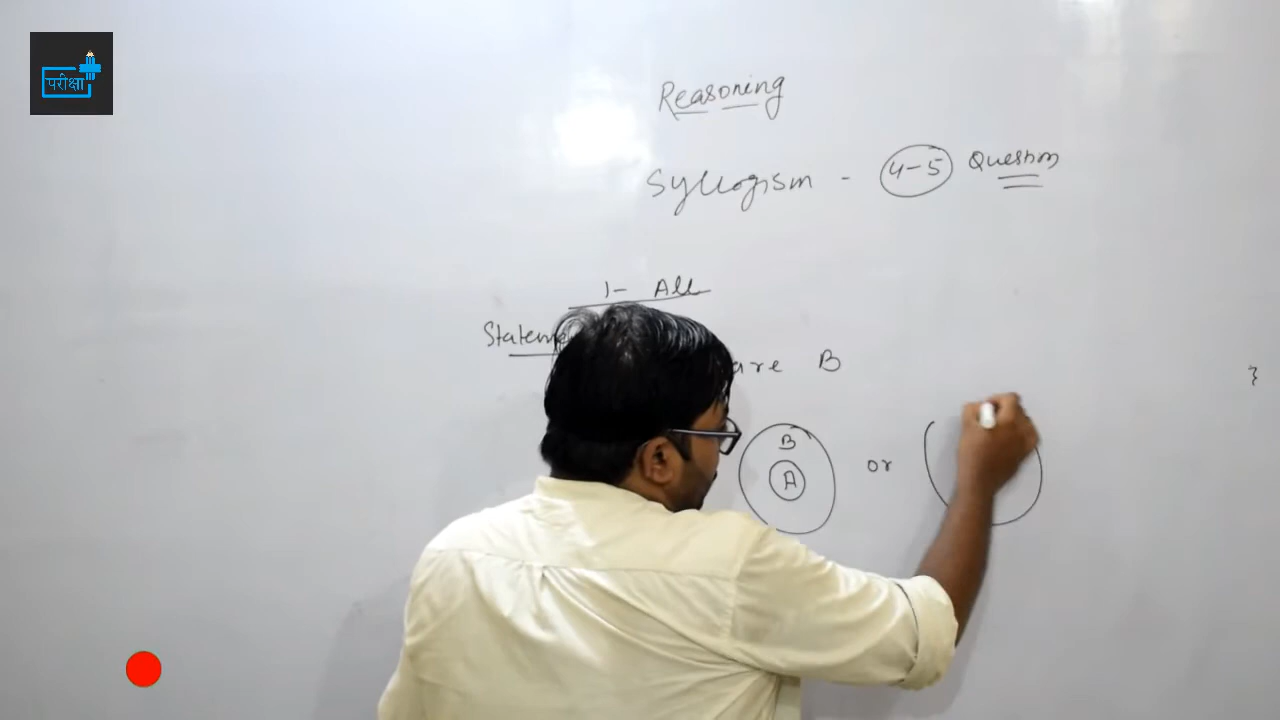 परीक्षा
Reasoning
Syllogism - 4-5 Question
1- All
Statem
are B
}
B
A
or